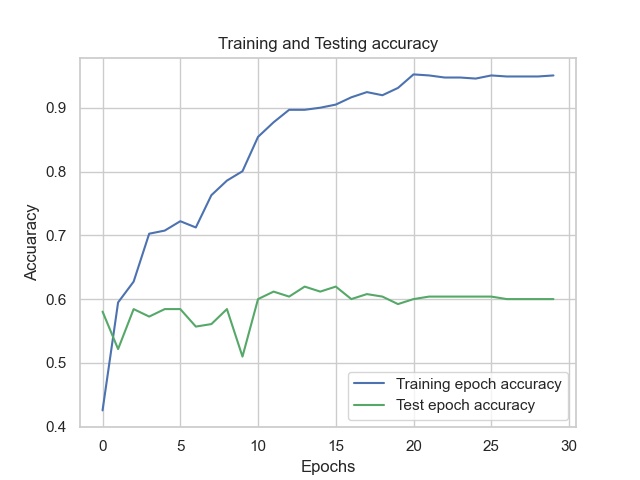 Training and Testing accuracy
Accuaracy
0.9
0.8
0.7
0.6
0.5
0.4
Training epoch accuracy
Test epoch accuracy
0 5 10 15 20 25 30
Epochs